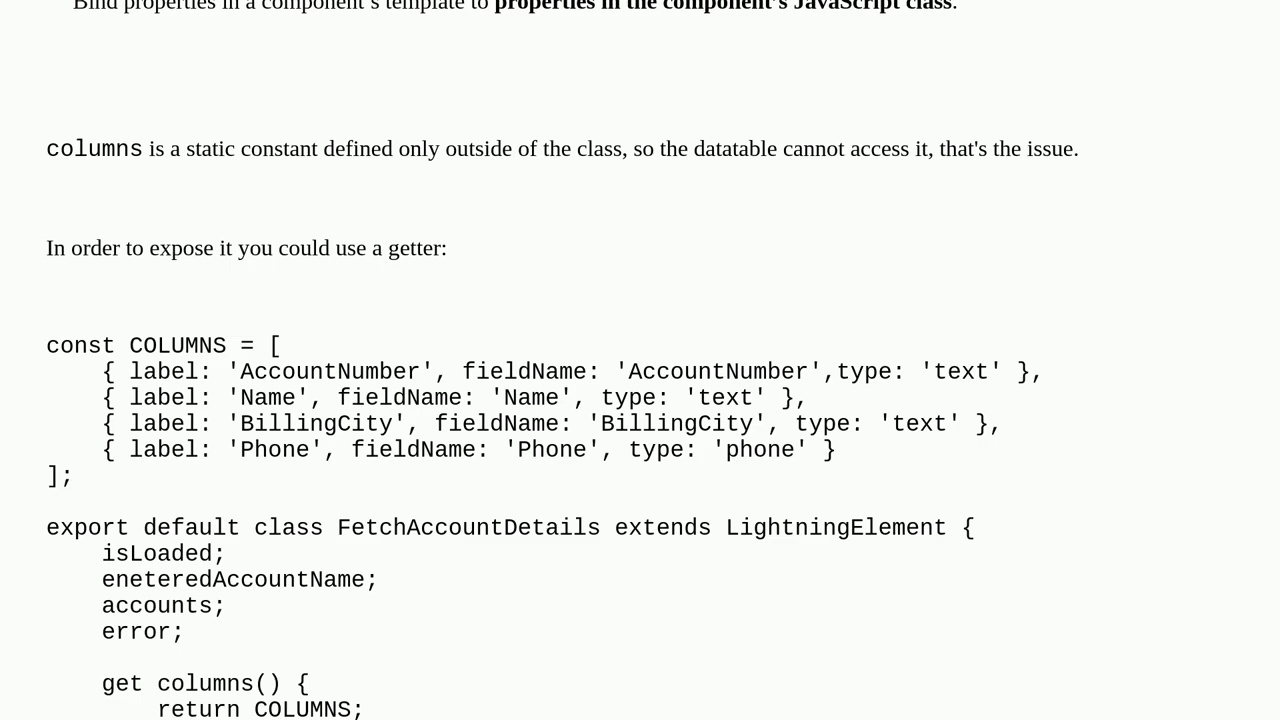 Bind properties in a component's template to properties in the component's JavaScript class.
columns is a static constant defined only outside of the class, so the datatable cannot access it, that's the issue.
In order to expose it you could use a getter:
const COLUMNS = [
    { label: 'AccountNumber', fieldName: 'AccountNumber',type: 'text' },
    { label: 'Name', fieldName: 'Name', type: 'text' },
    { label: 'BillingCity', fieldName: 'BillingCity', type: 'text' },
    { label: 'Phone', fieldName: 'Phone', type: 'phone' }
];
export default class FetchAccountDetails extends LightningElement {
    isLoaded;
    eneteredAccountName;
    accounts;
    error;
    get columns() {
        return COLUMNS;